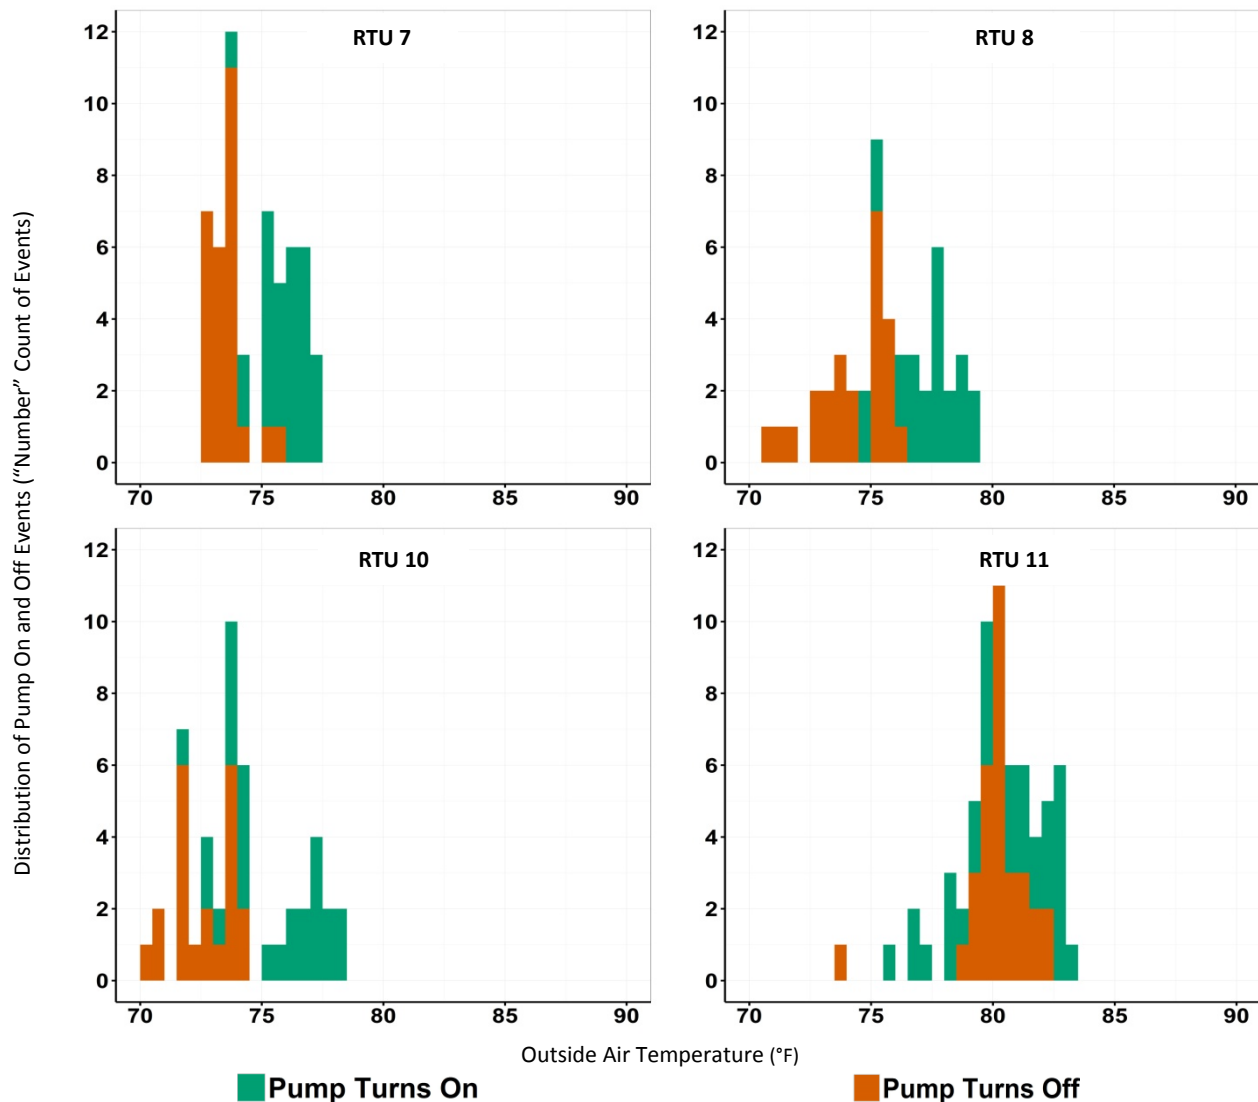 Distribution of Pump On and Off Events (“Number” Count of Events)
RTU 7
12
10
8
6
4
2
0
70 75 80 85 90
RTU 8
12
10
8
6
4
2
0
70 75 80 85 90
RTU 10
12
10
8
6
4
2
0
70 75 80 85 90
RTU 11
12
10
8
6
4
2
0
70 75 80 85 90
Outside Air Temperature (°F)
Pump Turns On
Pump Turns Off